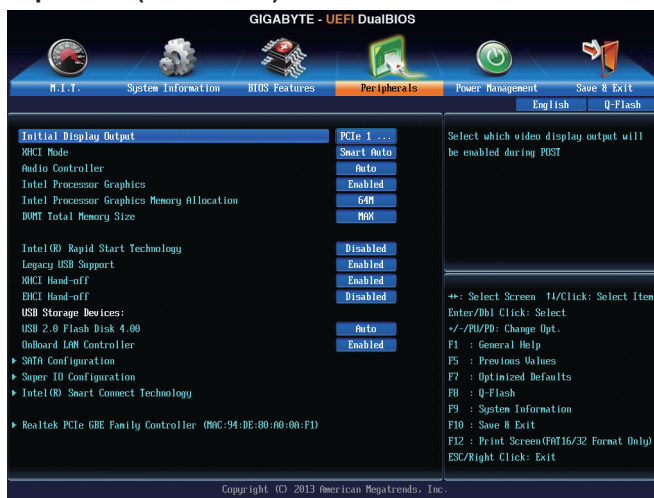 GIGABYTE - UEFI DualBIOS
M.I.T.
System Information
BIOS Features
Peripherals
Power Management
Save & Exit
English
Q-Flash
Initial Display Output
PCIe 1 ...
XHCI Mode
Smart Auto
Audio Controller
Auto
Intel Processor Graphics
Enabled
Intel Processor Graphics Memory Allocation
64M
DVMT Total Memory Size
MAX
Intel(R) Rapid Start Technology
Disabled
Legacy USB Support
Enabled
XHCI Hand-off
Enabled
EHCI Hand-off
Disabled
USB Storage Devices:
USB 2.0 Flash Disk 4.00
Auto
OnBoard LAN Controller
Enabled
SATA Configuration
Super IO Configuration
Intel(R) Smart Connect Technology
Realtek PCIe GBE Family Controller (MAC:94:DE:80:A0:0A:F1)
Select which video display output will
be enabled during POST
→←: Select Screen ↑↓/Click: Select Item
Enter/Dbl Click: Select
+/-/PU/PD: Change Opt.
F1 : General Help
F5 : Previous Values
F7 : Optimized Defaults
F8 : Q-Flash
F9 : System Information
F10 : Save & Exit
F12 : Print Screen(FAT16/32 Format Only)
ESC/Right Click: Exit
Copyright (C) 2013 American Megatrends, Inc.